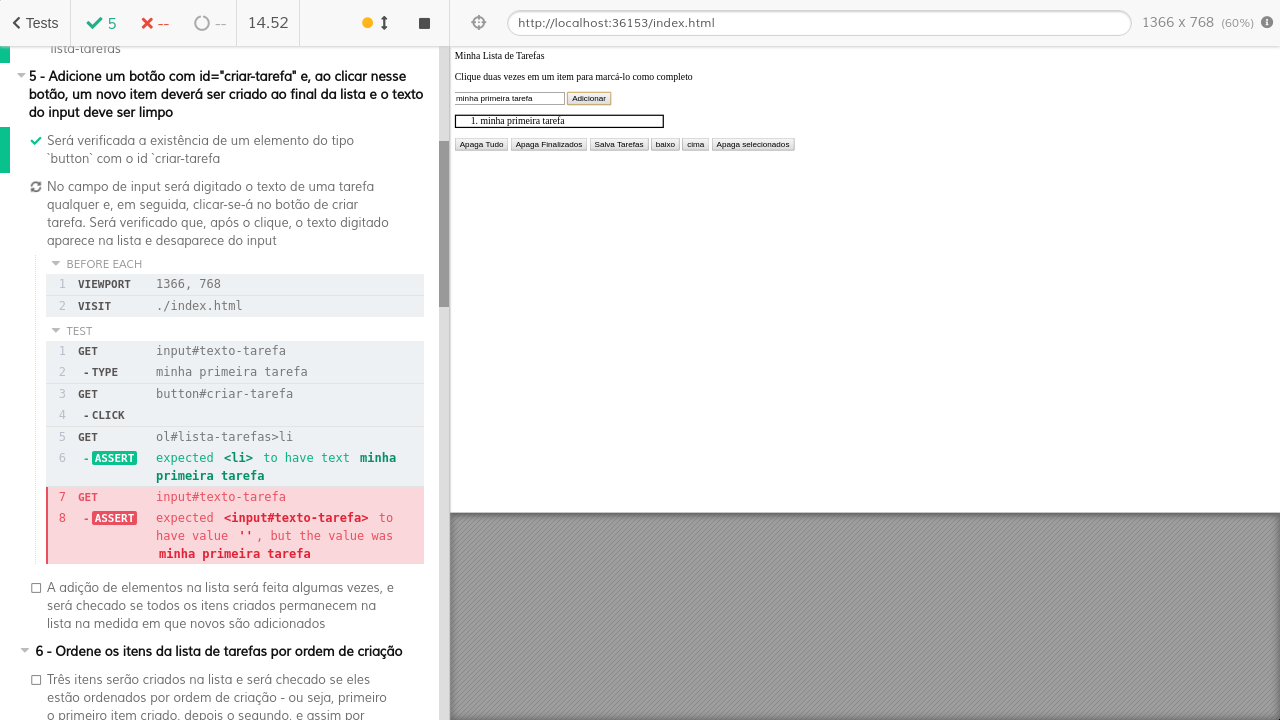 Tests
5
--
--
14.52
http://localhost:36153/index.html
1366 x 768 (60%)
lista-tarefas
5 - Adicione um botão com id="criar-tarefa" e, ao clicar nesse
botão, um novo item deverá ser criado ao final da lista e o texto
do input deve ser limpo
Será verificada a existência de um elemento do tipo
`button` com o id `criar-tarefa
No campo de input será digitado o texto de uma tarefa
qualquer e, em seguida, clicar-se-á no botão de criar
tarefa. Será verificado que, após o clique, o texto digitado
aparece na lista e desaparece do input
BEFORE EACH
1 VIEWPORT 1366, 768
2 VISIT ./index.html
TEST
1 GET input#texto-tarefa
2 -TYPE minha primeira tarefa
3 GET button#criar-tarefa
4 -CLICK
5 GET ol#lista-tarefas>li
6 -ASSERT expected <li> to have text minha
primeira tarefa
7 GET input#texto-tarefa
8 -ASSERT expected <input#texto-tarefa> to
have value '', but the value was
minha primeira tarefa
A adição de elementos na lista será feita algumas vezes, e
será checado se todos os itens criados permanecem na
lista na medida em que novos são adicionados
6 - Ordene os itens da lista de tarefas por ordem de criação
Três itens serão criados na lista e será checado se eles
estão ordenados por ordem de criação - ou seja, primeiro
o primeiro item criado, depois o segundo, e assim por
Minha Lista de Tarefas
Clique duas vezes em um item para marcá-lo como completo
minha primeira tarefa Adicionar
1. minha primeira tarefa
Apaga Tudo Apaga Finalizados Salva Tarefas baixo cima Apaga selecionados